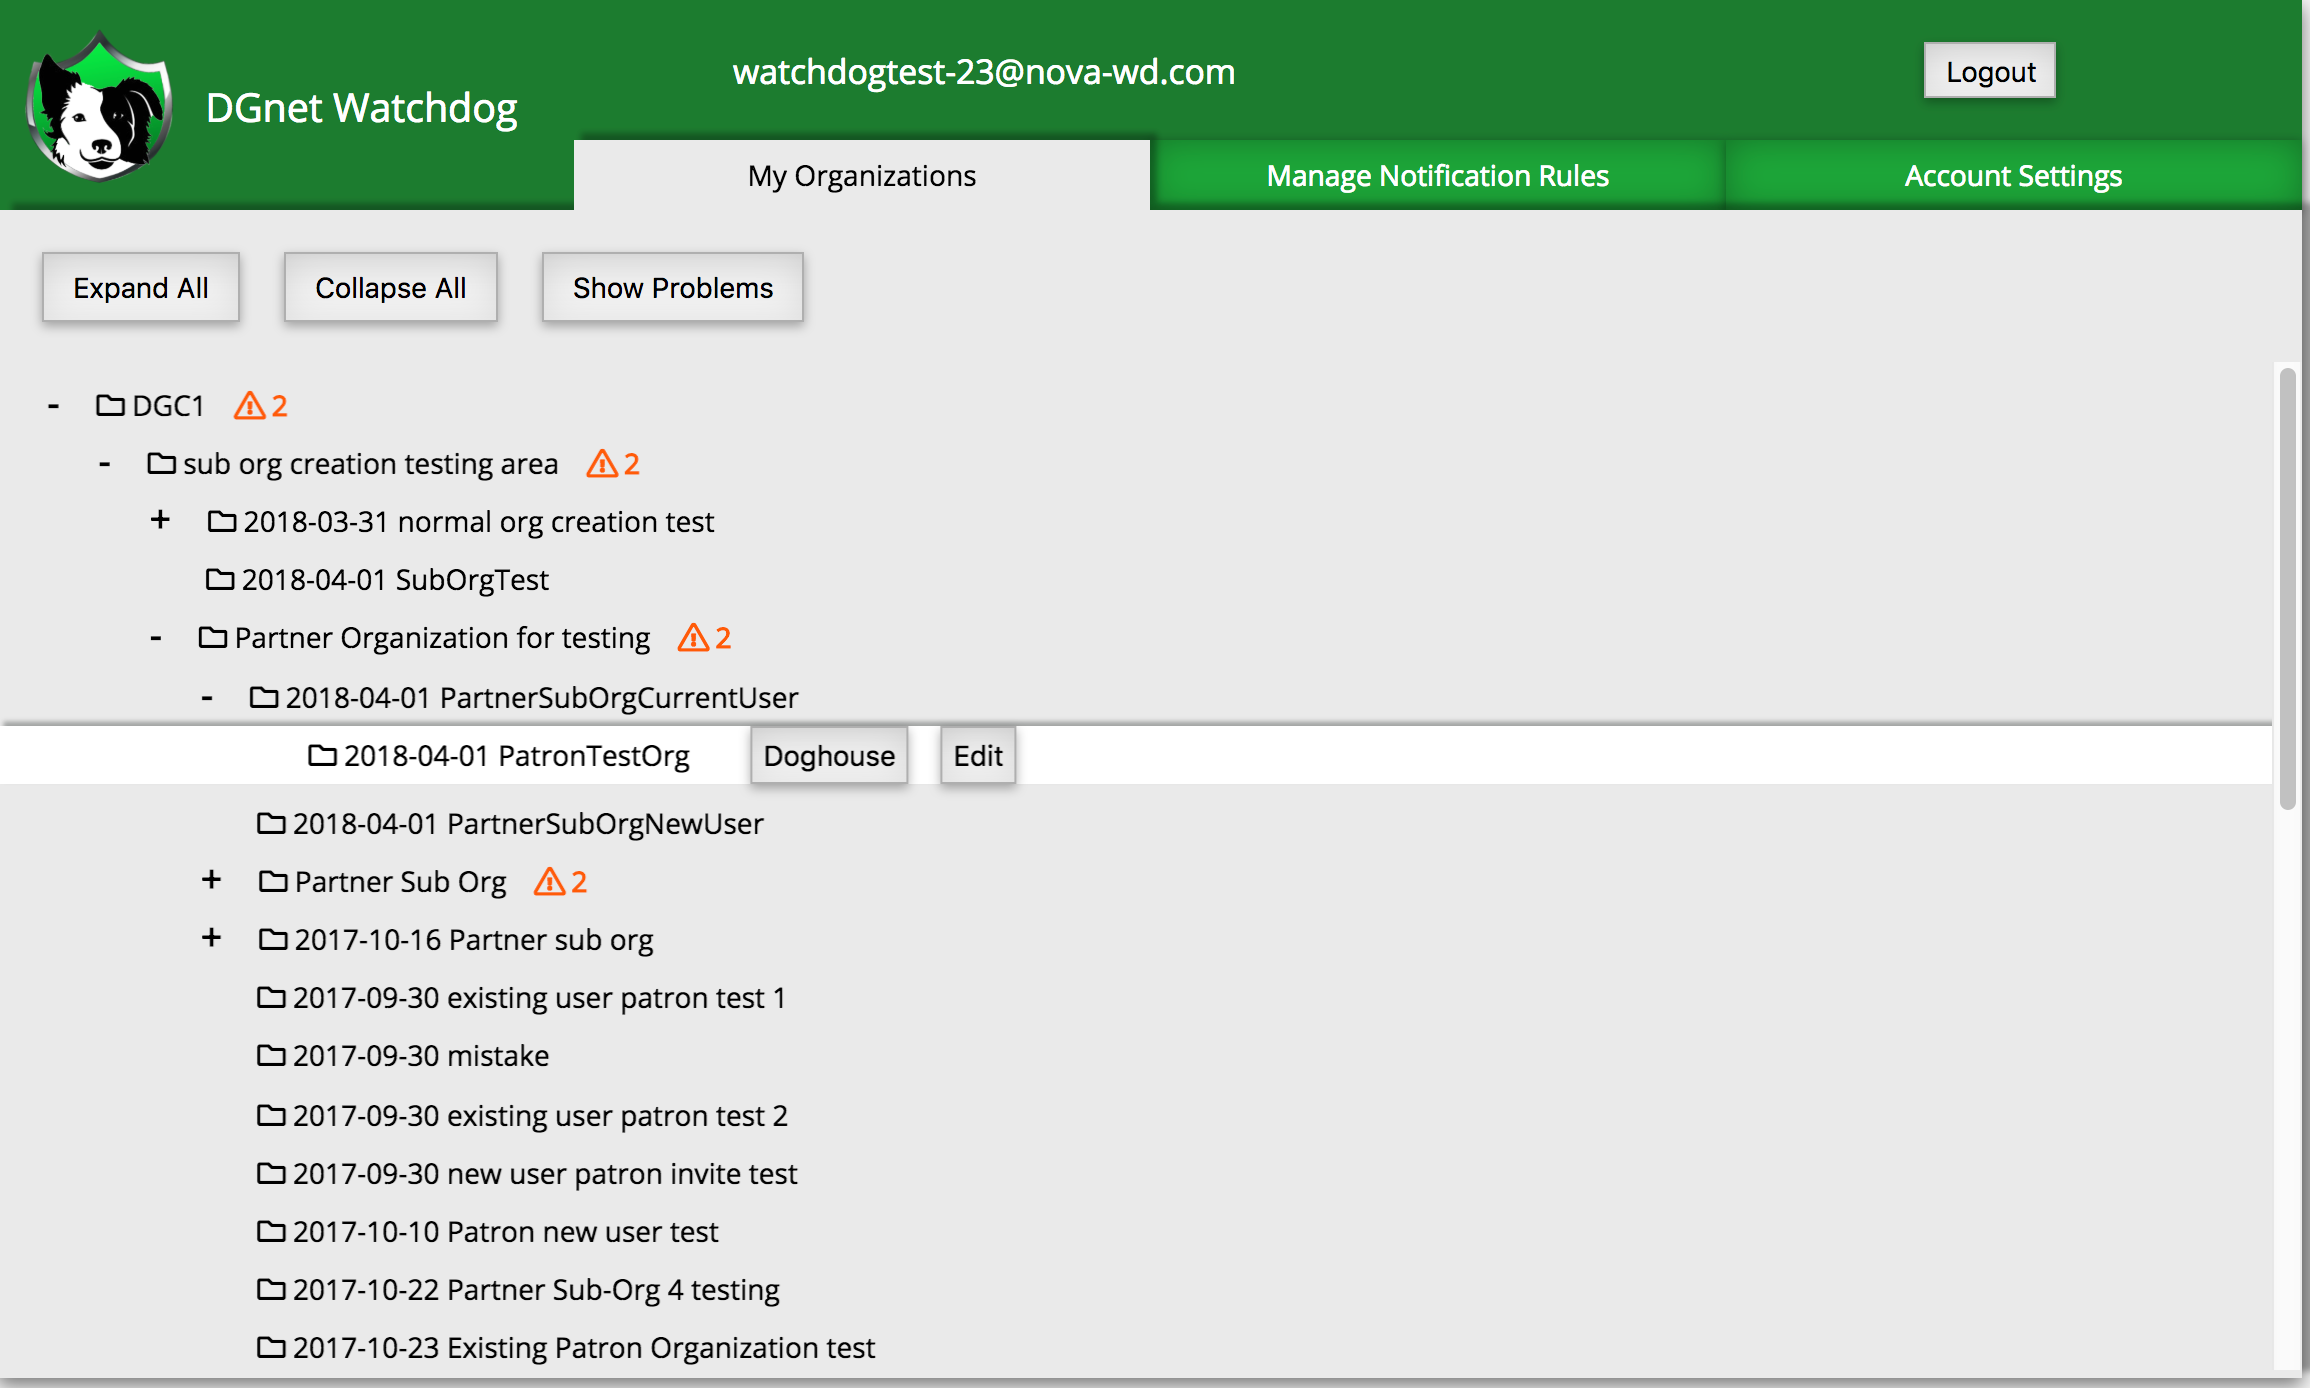 watchdogtest-23@nova-wd.com
Logout
DGnet Watchdog
My Organizations
Manage Notification Rules
Account Settings
Expand All
Collapse All
Show Problems
- DGC1 2
- sub org creation testing area 2
+ 2018-03-31 normal org creation test
2018-04-01 SubOrgTest
- Partner Organization for testing 2
- 2018-04-01 PartnerSubOrgCurrentUser
2018-04-01 PatronTestOrg Doghouse Edit
2018-04-01 PartnerSubOrgNewUser
+ Partner Sub Org 2
+ 2017-10-16 Partner sub org
2017-09-30 existing user patron test 1
2017-09-30 mistake
2017-09-30 existing user patron test 2
2017-09-30 new user patron invite test
2017-10-10 Patron new user test
2017-10-22 Partner Sub-Org 4 testing
2017-10-23 Existing Patron Organization test